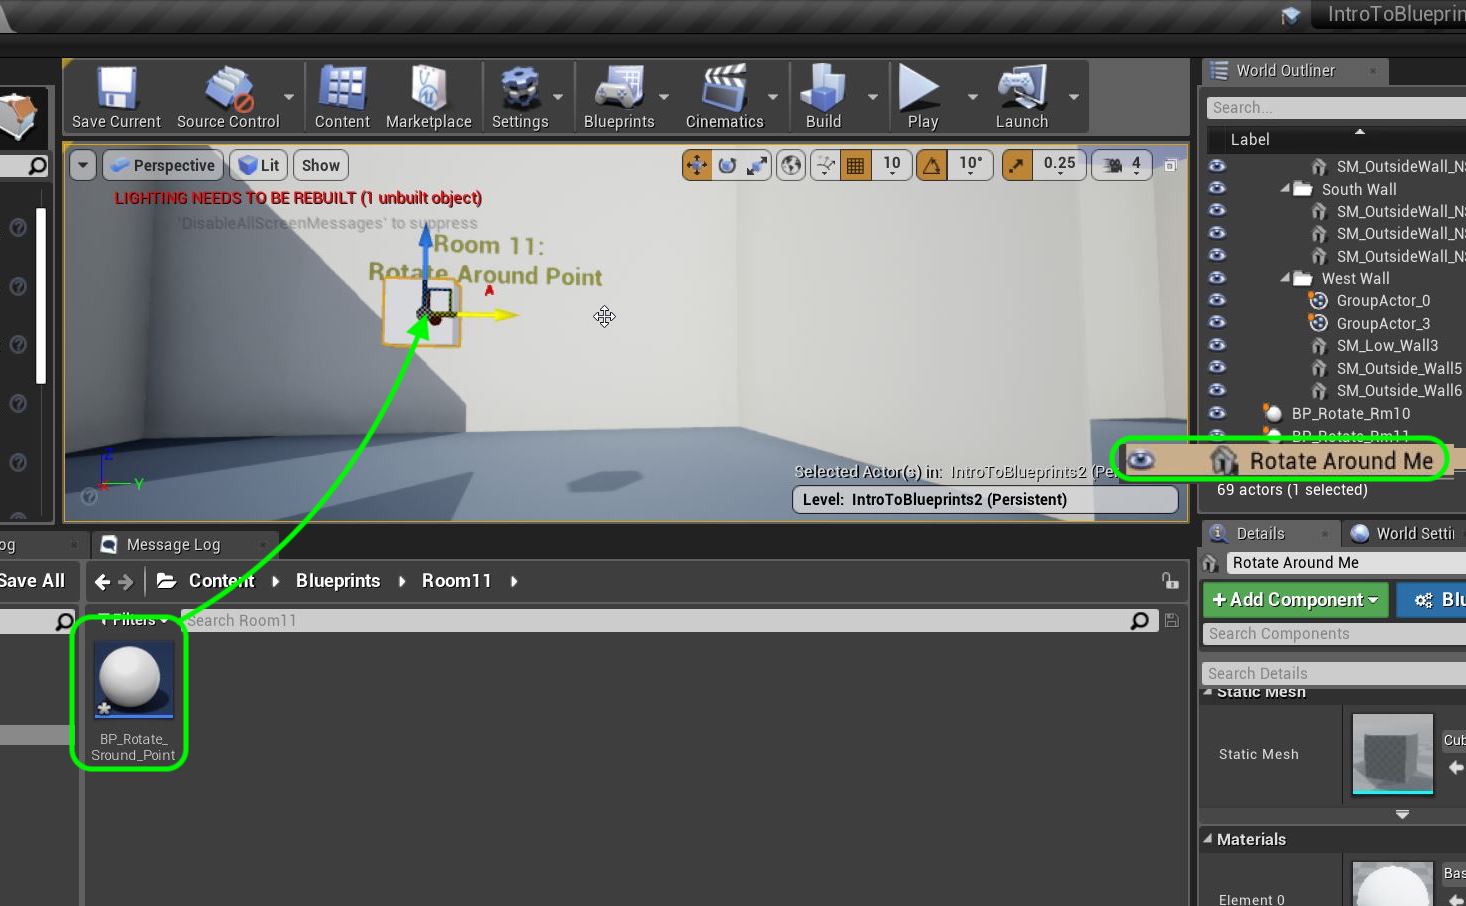 IntroToBlueprin
Save Current
Source Control
Content
Marketplace
Settings
Blueprints
Cinematics
Build
Play
Launch
World Outliner
Search...
Label
Perspective
Lit
Show
10
10°
0.25
4
LIGHTING NEEDS TO BE REBUILT (1 unbuilt object)
'DisableAllScreenMessages' to suppress
Room 11:
Rotate Around Point
A
Z
Y
Selected Actor(s) in: IntroToBlueprints2 (Pe
Level: IntroToBlueprints2 (Persistent)
SM_OutsideWall_N
South Wall
SM_OutsideWall_N
SM_OutsideWall_N
SM_OutsideWall_N
West Wall
GroupActor_0
GroupActor_3
SM_Low_Wall3
SM_Outside_Wall5
SM_Outside_Wall6
BP_Rotate_Rm10
BP_Rotate_Rm11
Rotate Around Me
69 actors (1 selected)
og
Message Log
Save All
Content
Blueprints
Room11
Filters
Search Room11
BP_Rotate_
Sround_Point
Details
World Settin
Rotate Around Me
+ Add Component
Blu
Search Components
Search Details
Static Mesh
Static Mesh
Cub
Materials
Element 0
Bas